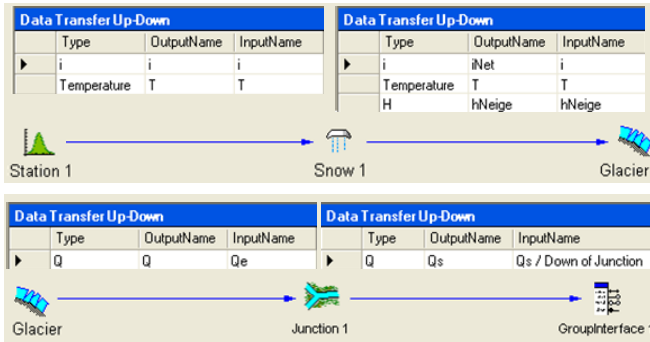 Data Transfer Up-Down
Type OutputName InputName
i i i
Temperature T T
Data Transfer Up-Down
Type OutputName InputName
i iNet i
Temperature T T
H hNeige hNeige
Station 1
Snow 1
Glacier
Data Transfer Up-Down
Type OutputName InputName
Q Q Qe
Data Transfer Up-Down
Type OutputName InputName
Q Qs Qs / Down of Junction
Glacier
Junction 1
GroupInterface 1